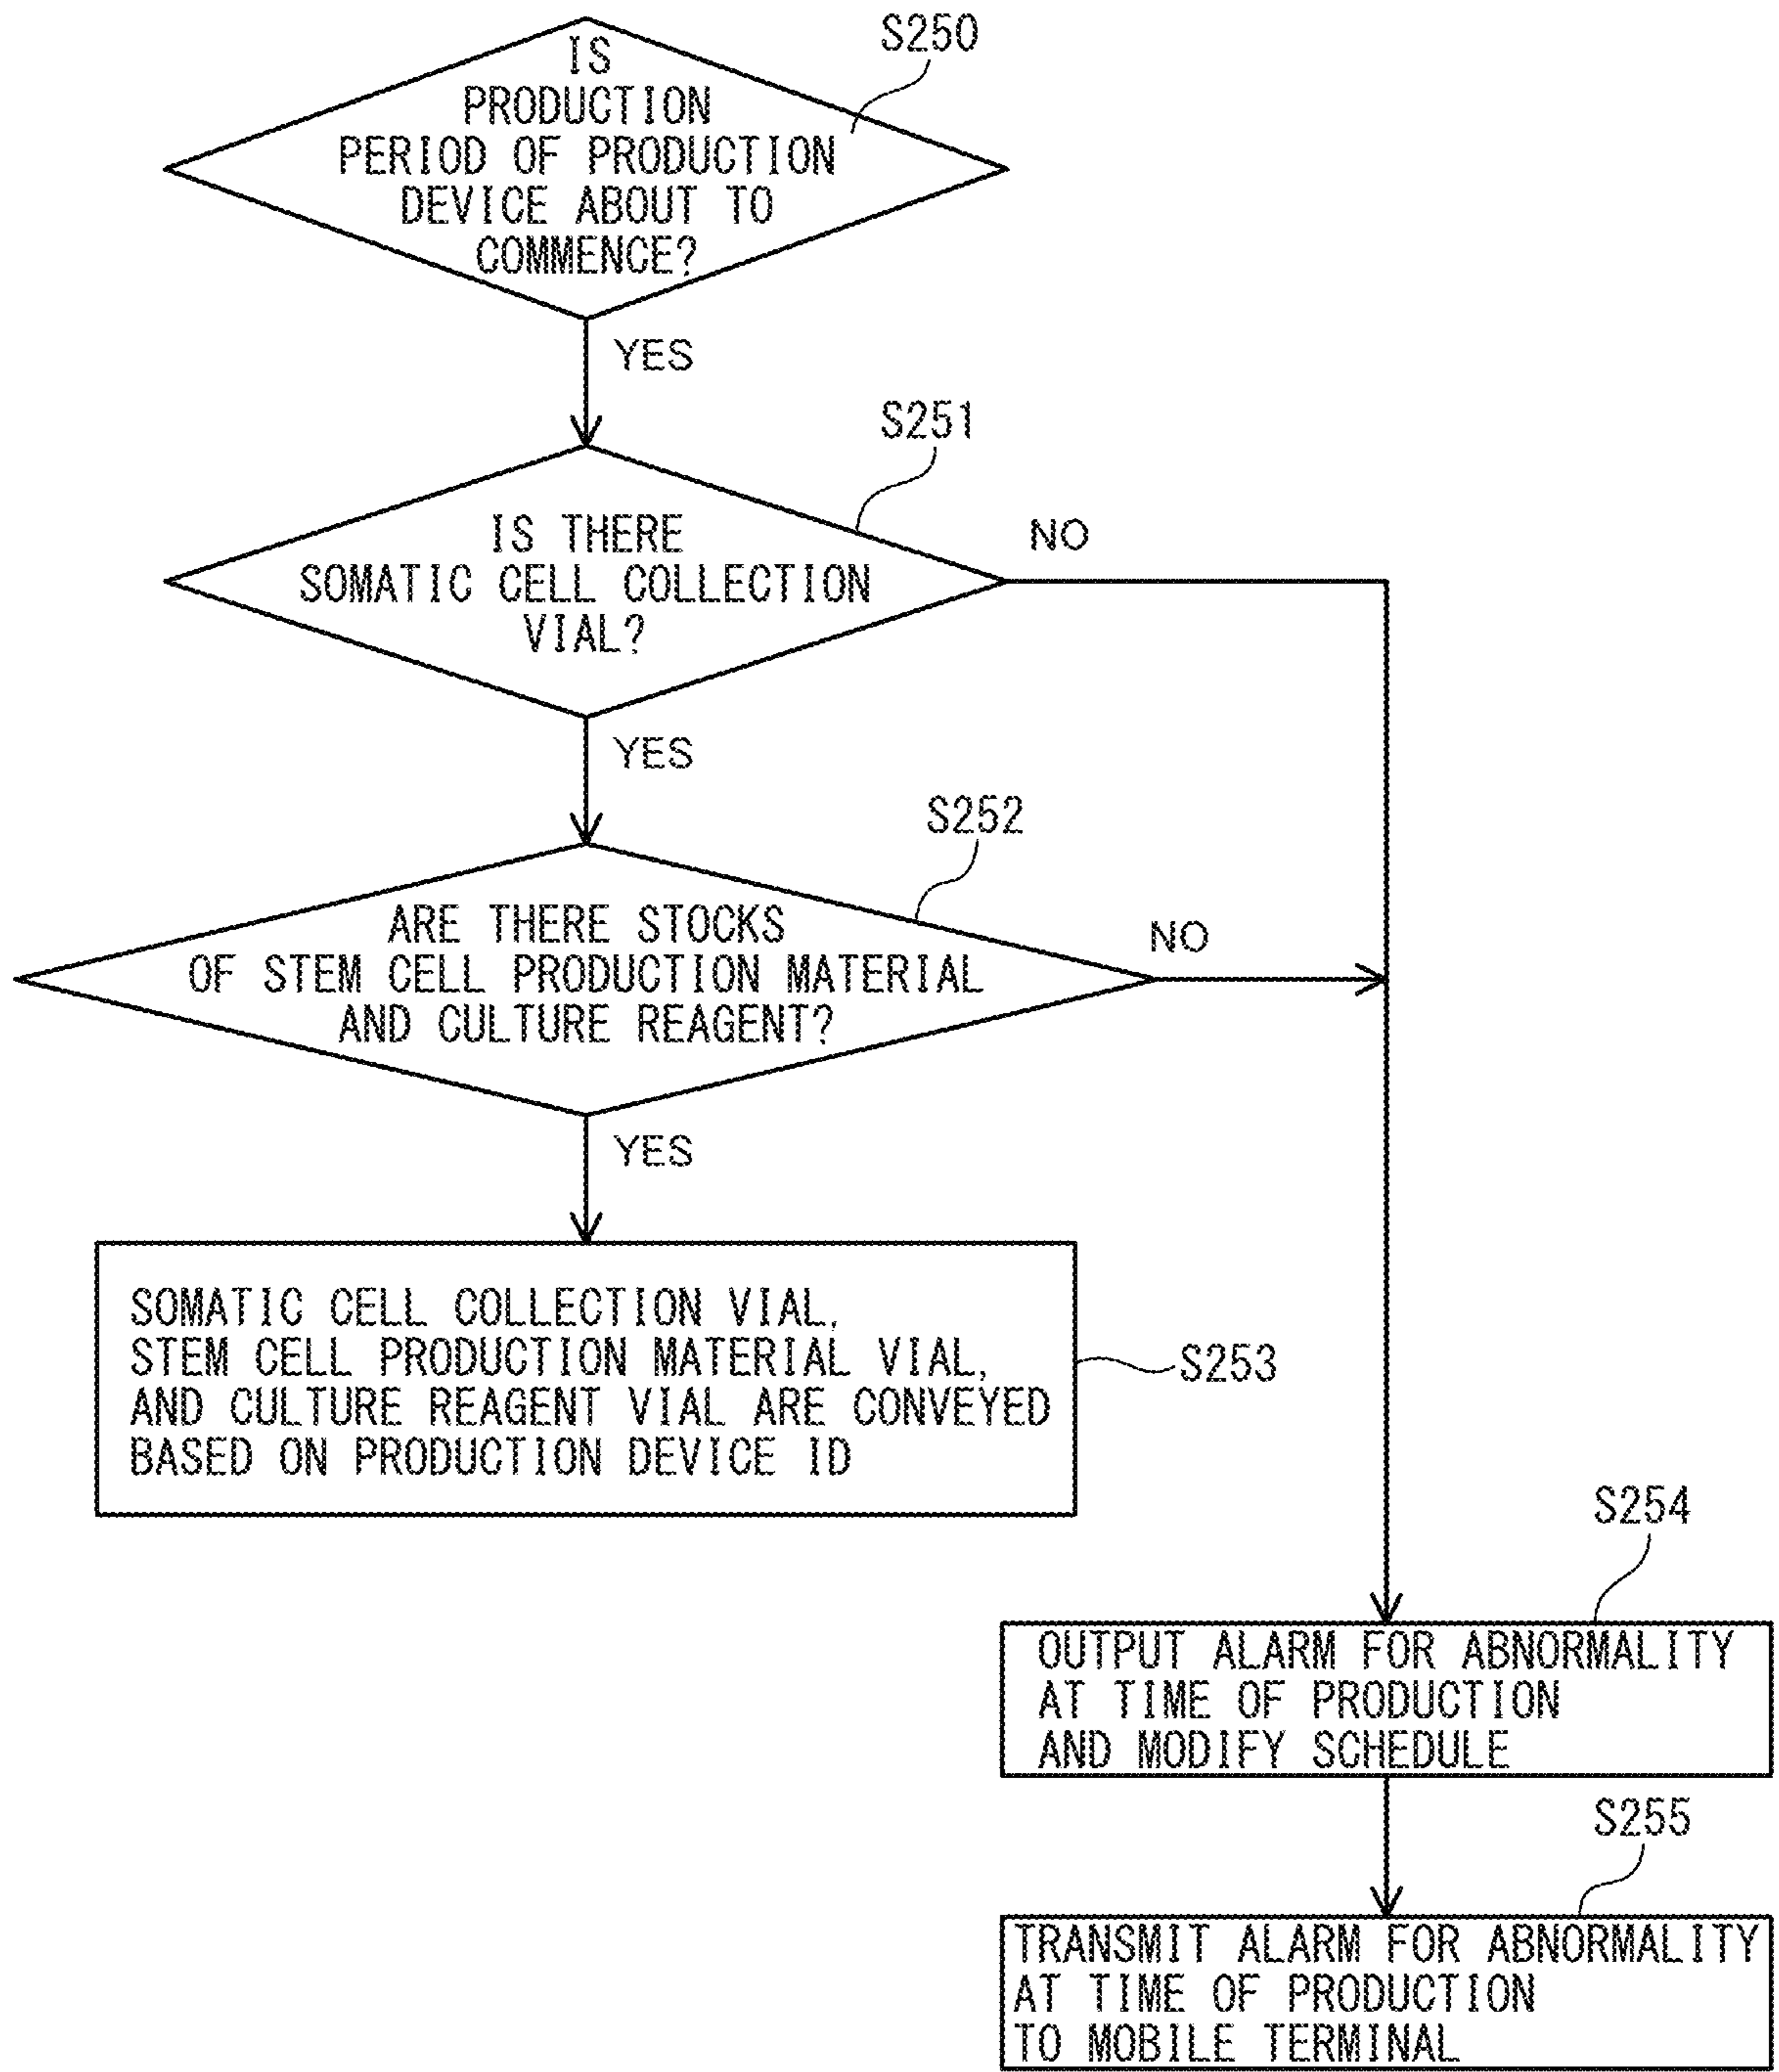 S250
IS
PRODUCTION
PERIOD OF PRODUCTION
DEVICE ABOUT TO
COMMENCE?
YES
S251
IS THERE
SOMATIC CELL COLLECTION
VIAL?
NO
YES
S252
ARE THERE STOCKS
OF STEM CELL PRODUCTION MATERIAL
AND CULTURE REAGENT?
NO
YES
SOMATIC CELL COLLECTION VIAL,
STEM CELL PRODUCTION MATERIAL VIAL,
AND CULTURE REAGENT VIAL ARE CONVEYED
BASED ON PRODUCTION DEVICE ID
S253
S254
OUTPUT ALARM FOR ABNORMALITY
AT TIME OF PRODUCTION
AND MODIFY SCHEDULE
S255
TRANSMIT ALARM FOR ABNORMALITY
AT TIME OF PRODUCTION
TO MOBILE TERMINAL